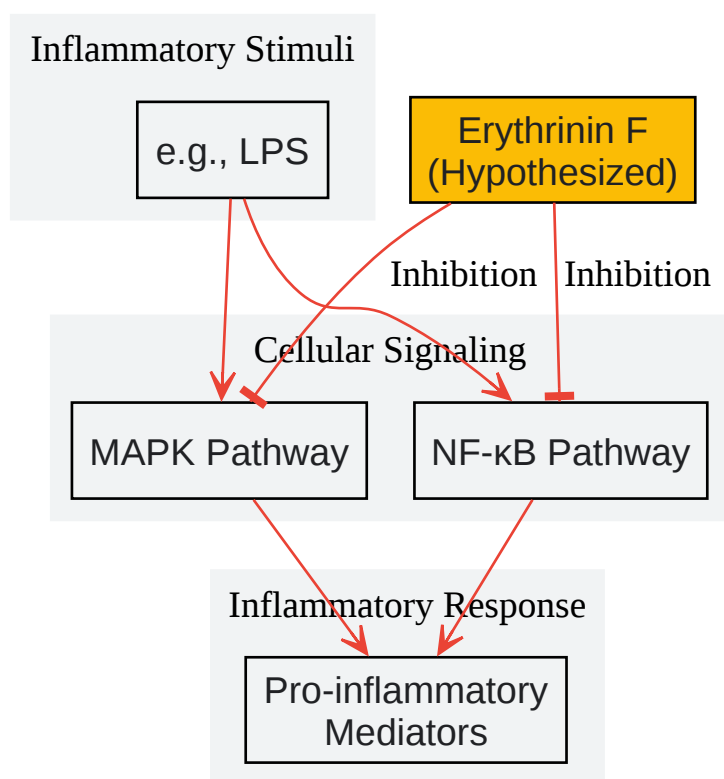 Inflammatory Stimuli
e.g., LPS
Erythrinin F
(Hypothesized)
Inhibition
Inhibition
Cellular Signaling
MAPK Pathway
NF-κB Pathway
Inflammatory Response
Pro-inflammatory
Mediators